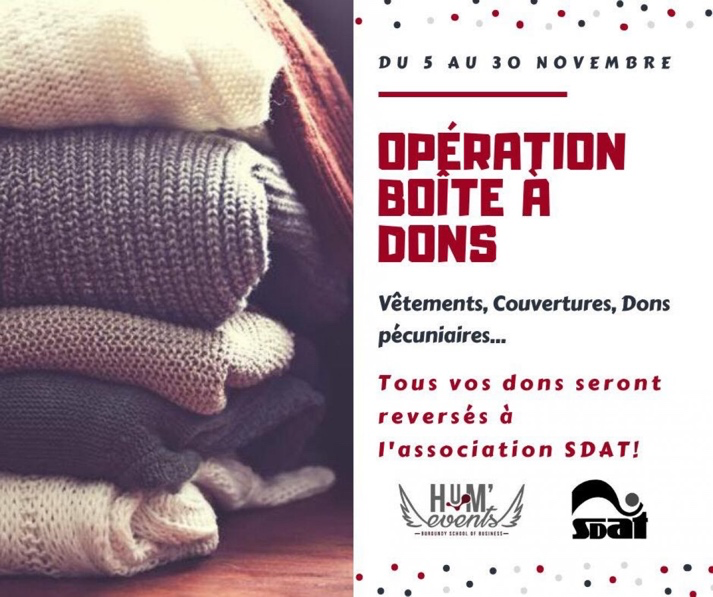 DU 5 AU 30 NOVEMBRE
OPÉRATION
BOÎTE À
DONS
Vêtements, Couvertures, Dons
pécuniaires...
Tous vos dons seront
reversés à
l'association SDAT!
HUM'
events
BURGUNDY SCHOOL OF BUSINESS
SDAT